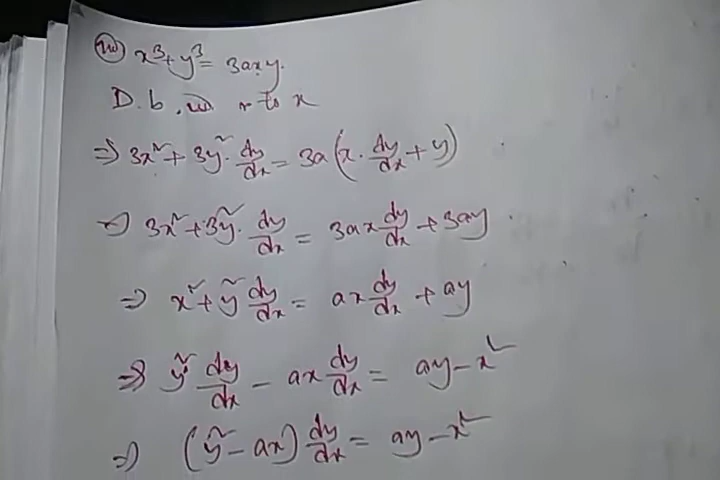 (iii) x³ + y³ = 3axy.
D. b, w r to x
⇒ 3x² + 3y² · dy/dx = 3a(x · dy/dx + y)
⇒ 3x² + 3y² · dy/dx = 3ax dy/dx + 3ay
⇒ x² + y² dy/dx = ax dy/dx + ay
⇒ y² dy/dx - ax dy/dx = ay - x²
⇒ (y² - ax) dy/dx = ay - x²